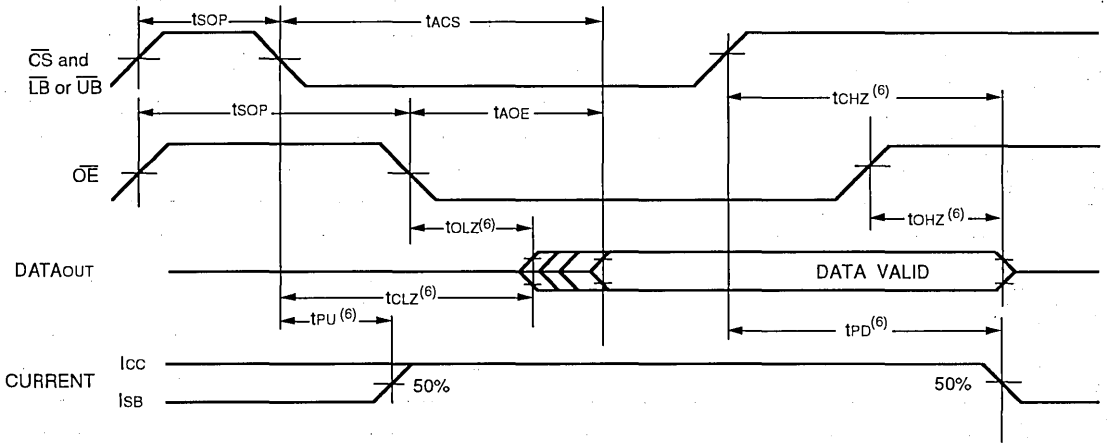 tSOP
tACS
CS and
LB or UB
tCHZ(6)
tSOP
tAOE
OE
tOLZ(6)
tOHZ(6)
DATAOUT
DATA VALID
tCLZ(6)
tPU(6)
tPD(6)
ICC
CURRENT
50%
50%
ISB